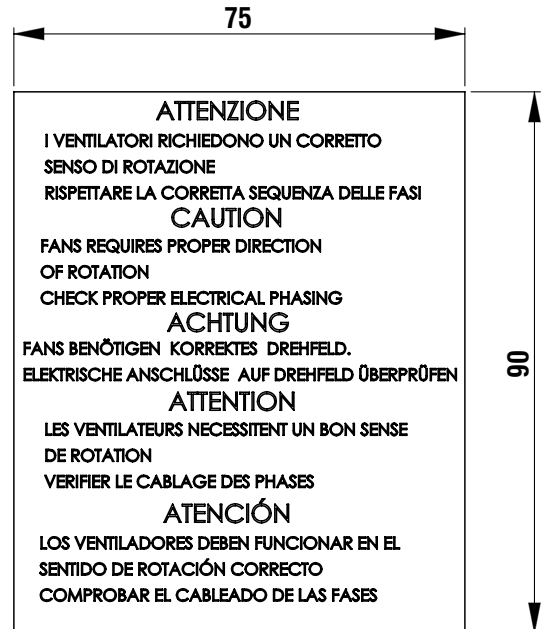 75
ATTENZIONE
I VENTILATORI RICHIEDONO UN CORRETTO
SENSO DI ROTAZIONE
RISPETTARE LA CORRETTA SEQUENZA DELLE FASI
CAUTION
FANS REQUIRES PROPER DIRECTION
OF ROTATION
CHECK PROPER ELECTRICAL PHASING
ACHTUNG
FANS BENÖTIGEN KORREKTES DREHFELD.
ELEKTRISCHE ANSCHLÜSSE AUF DREHFELD ÜBERPRÜFEN
ATTENTION
LES VENTILATEURS NECESSITENT UN BON SENSE
DE ROTATION
VERIFIER LE CABLAGE DES PHASES
ATENCIÓN
LOS VENTILADORES DEBEN FUNCIONAR EN EL
SENTIDO DE ROTACIÓN CORRECTO
COMPROBAR EL CABLEADO DE LAS FASES
90